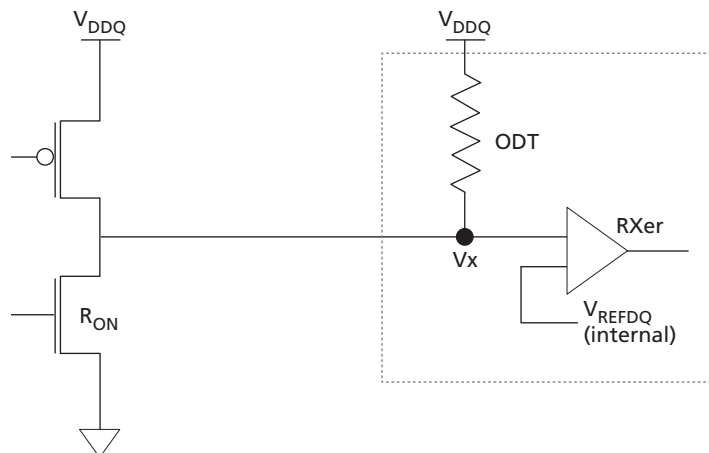 VDDQ
VDDQ
ODT
RXer
Vx
VREFDQ
(internal)
RON